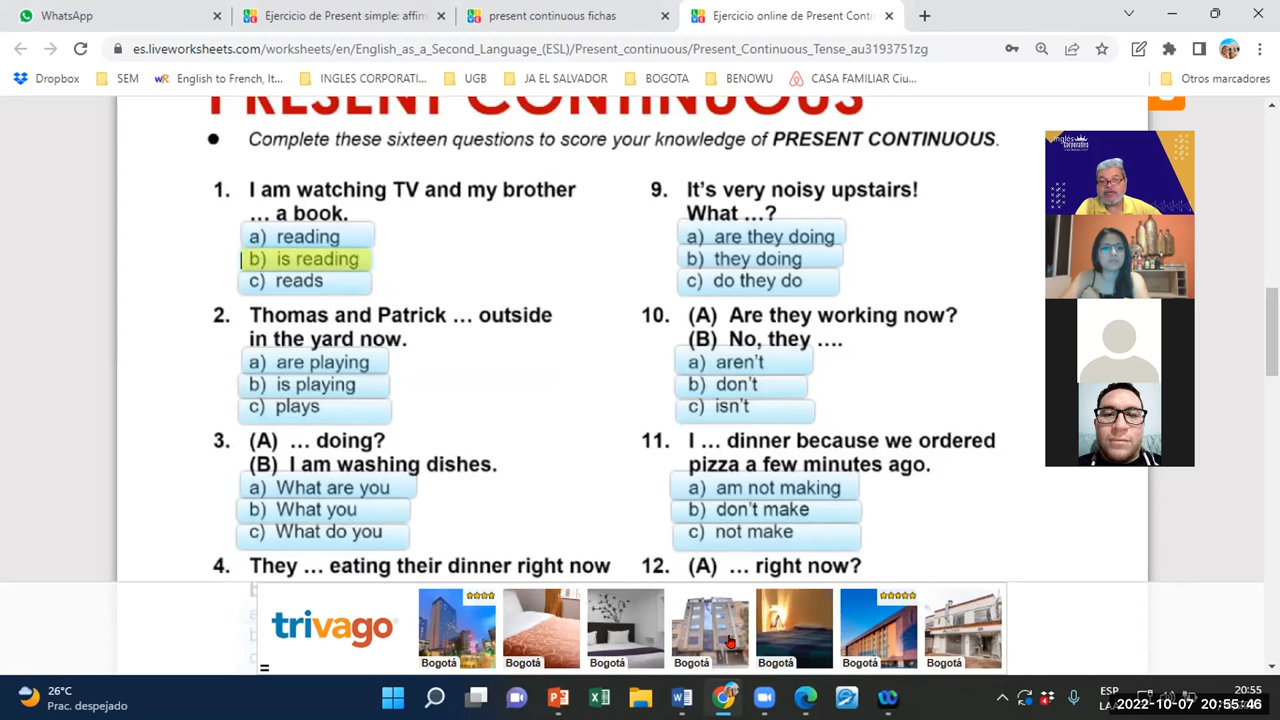 WhatsApp
Ejercicio de Present simple: affir
present continuous fichas
Ejercicio online de Present Conti
es.liveworksheets.com/worksheets/en/English_as_a_Second_Language_(ESL)/Present_continuous/Present_Continuous_Tense_au3193751zg
Dropbox
SEM
English to French, It...
INGLES CORPORATI...
UGB
JA EL SALVADOR
BOGOTA
BENOWU
CASA FAMILIAR Ciu...
Otros marcadores
PRESENT CONTINUOUS
Complete these sixteen questions to score your knowledge of PRESENT CONTINUOUS.
1. I am watching TV and my brother
... a book.
a) reading
b) is reading
c) reads
2. Thomas and Patrick ... outside
in the yard now.
a) are playing
b) is playing
c) plays
3. (A) ... doing?
(B) I am washing dishes.
a) What are you
b) What you
c) What do you
4. They ... eating their dinner right now
9. It's very noisy upstairs!
What ...?
a) are they doing
b) they doing
c) do they do
10. (A) Are they working now?
(B) No, they ....
a) aren't
b) don't
c) isn't
11. I ... dinner because we ordered
pizza a few minutes ago.
a) am not making
b) don't make
c) not make
12. (A) ... right now?
Inglés
corporativo
trivago
Bogotá
Bogotá
Bogotá
Bogotá
Bogotá
Bogotá
Bogotá
26°C
Prac. despejado
ESP
20:55
2022-10-07 20:55:46